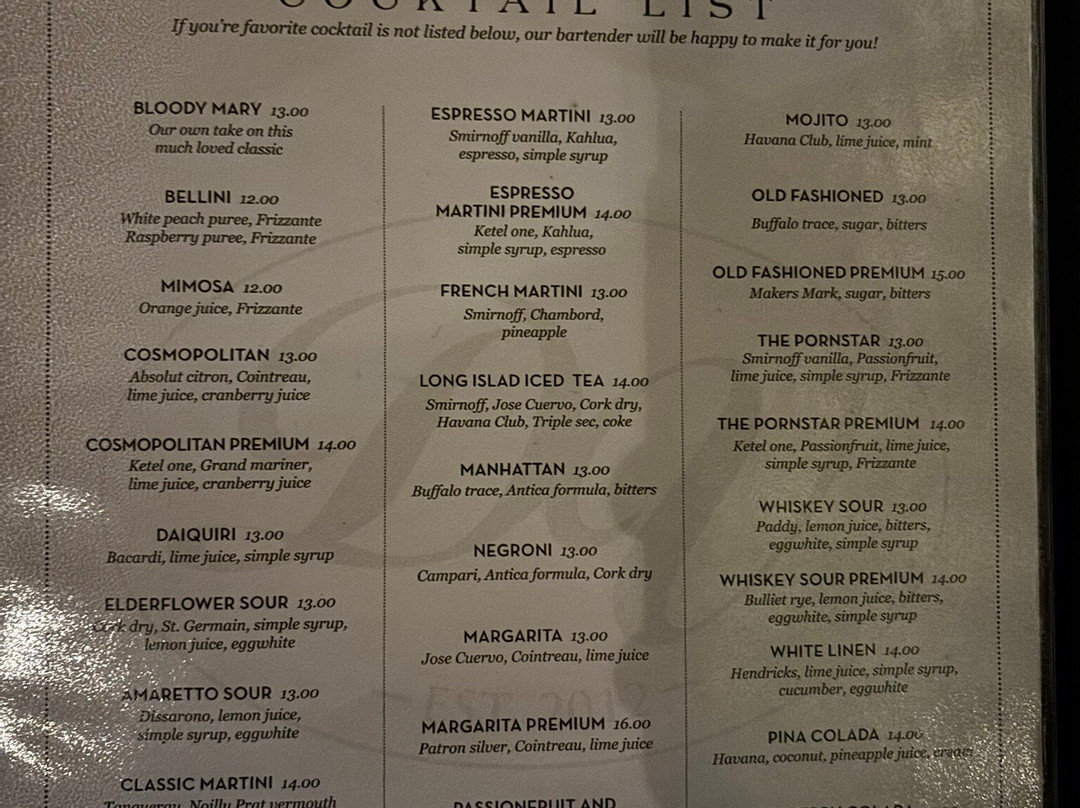 COCKTAIL LIST
If you're favorite cocktail is not listed below, our bartender will be happy to make it for you!
BLOODY MARY 13.00
Our own take on this
much loved classic
BELLINI 12.00
White peach puree, Frizzante
Raspberry puree, Frizzante
MIMOSA 12.00
Orange juice, Frizzante
COSMOPOLITAN 13.00
Absolut citron, Cointreau,
lime juice, cranberry juice
COSMOPOLITAN PREMIUM 14.00
Ketel one, Grand mariner,
lime juice, cranberry juice
DAIQUIRI 13.00
Bacardi, lime juice, simple syrup
ELDERFLOWER SOUR 13.00
Cork dry, St. Germain, simple syrup,
lemon juice, eggwhite
AMARETTO SOUR 13.00
Dissarono, lemon juice,
simple syrup, eggwhite
CLASSIC MARTINI 14.00
Tanqueray, Noilly Prat vermouth
ESPRESSO MARTINI 13.00
Smirnoff vanilla, Kahlua,
espresso, simple syrup
ESPRESSO
MARTINI PREMIUM 14.00
Ketel one, Kahlua,
simple syrup, espresso
FRENCH MARTINI 13.00
Smirnoff, Chambord,
pineapple
LONG ISLAD ICED TEA 14.00
Smirnoff, Jose Cuervo, Cork dry,
Havana Club, Triple sec, coke
MANHATTAN 13.00
Buffalo trace, Antica formula, bitters
NEGRONI 13.00
Campari, Antica formula, Cork dry
MARGARITA 13.00
Jose Cuervo, Cointreau, lime juice
MARGARITA PREMIUM 16.00
Patron silver, Cointreau, lime juice
PASSIONFRUIT AND
MOJITO 13.00
Havana Club, lime juice, mint
OLD FASHIONED 13.00
Buffalo trace, sugar, bitters
OLD FASHIONED PREMIUM 15.00
Makers Mark, sugar, bitters
THE PORNSTAR 13.00
Smirnoff vanilla, Passionfruit,
lime juice, simple syrup, Frizzante
THE PORNSTAR PREMIUM 14.00
Ketel one, Passionfruit, lime juice,
simple syrup, Frizzante
WHISKEY SOUR 13.00
Paddy, lemon juice, bitters,
eggwhite, simple syrup
WHISKEY SOUR PREMIUM 14.00
Bulliet rye, lemon juice, bitters,
eggwhite, simple syrup
WHITE LINEN 14.00
Hendricks, lime juice, simple syrup,
cucumber, eggwhite
PINA COLADA 14.00
Havana, coconut, pineapple juice, cream